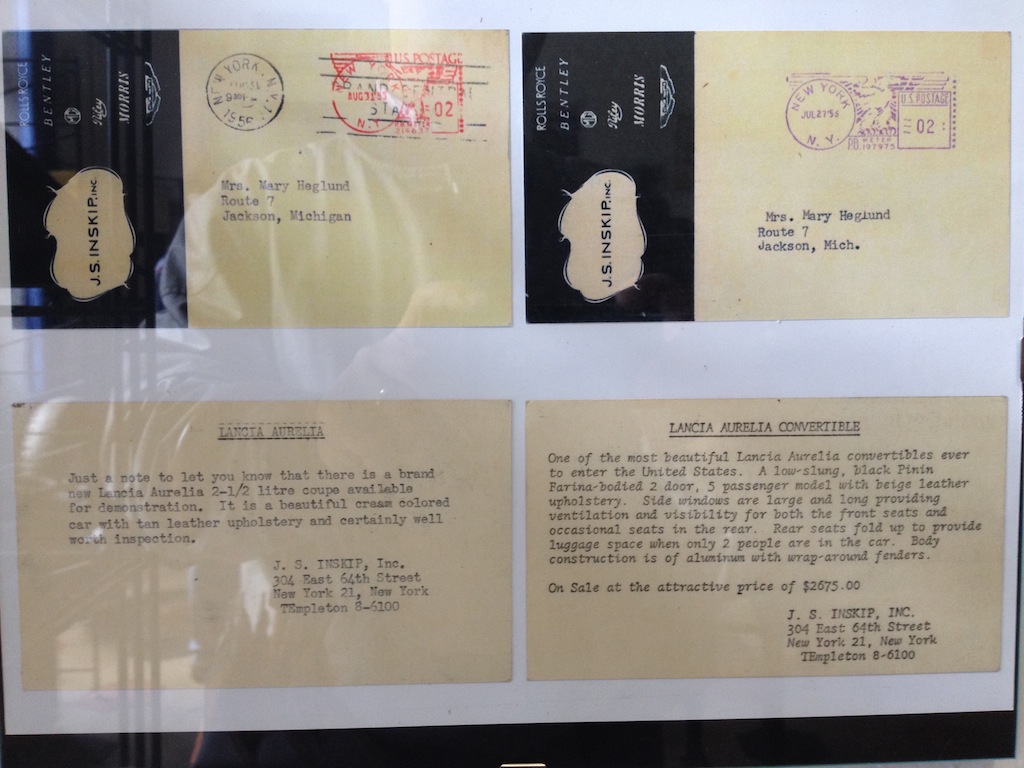 ROLLS ROYCE
BENTLEY
MG
Riley
MORRIS
J.S. INSKIP, INC.
NEW YORK, N.Y.
1956
NEW YORK
AUG 31 '55
N.Y.
U.S. POSTAGE
02
Mrs. Mary Heglund
Route 7
Jackson, Michigan
ROLLS ROYCE
BENTLEY
MG
Riley
MORRIS
J.S. INSKIP, INC.
NEW YORK
JUL 27 '55
N. Y.
U.S. POSTAGE
02
P.B. METER
197975
Mrs. Mary Heglund
Route 7
Jackson, Mich.
LANCIA AURELIA
Just a note to let you know that there is a brand
new Lancia Aurelia 2-1/2 litre coupe available
for demonstration. It is a beautiful cream colored
car with tan leather upholstery and certainly well
worth inspection.
J. S. INSKIP, Inc.
304 East 64th Street
New York 21, New York
TEmpleton 8-6100
LANCIA AURELIA CONVERTIBLE
One of the most beautiful Lancia Aurelia convertibles ever
to enter the United States. A low-slung, black Pinin
Farina-bodied 2 door, 5 passenger model with beige leather
upholstery. Side windows are large and long providing
ventilation and visibility for both the front seats and
occasional seats in the rear. Rear seats fold up to provide
luggage space when only 2 people are in the car. Body
construction is of aluminum with wrap-around fenders.
On Sale at the attractive price of $2675.00
J. S. INSKIP, INC.
304 East 64th Street
New York 21, New York
TEmpleton 8-6100